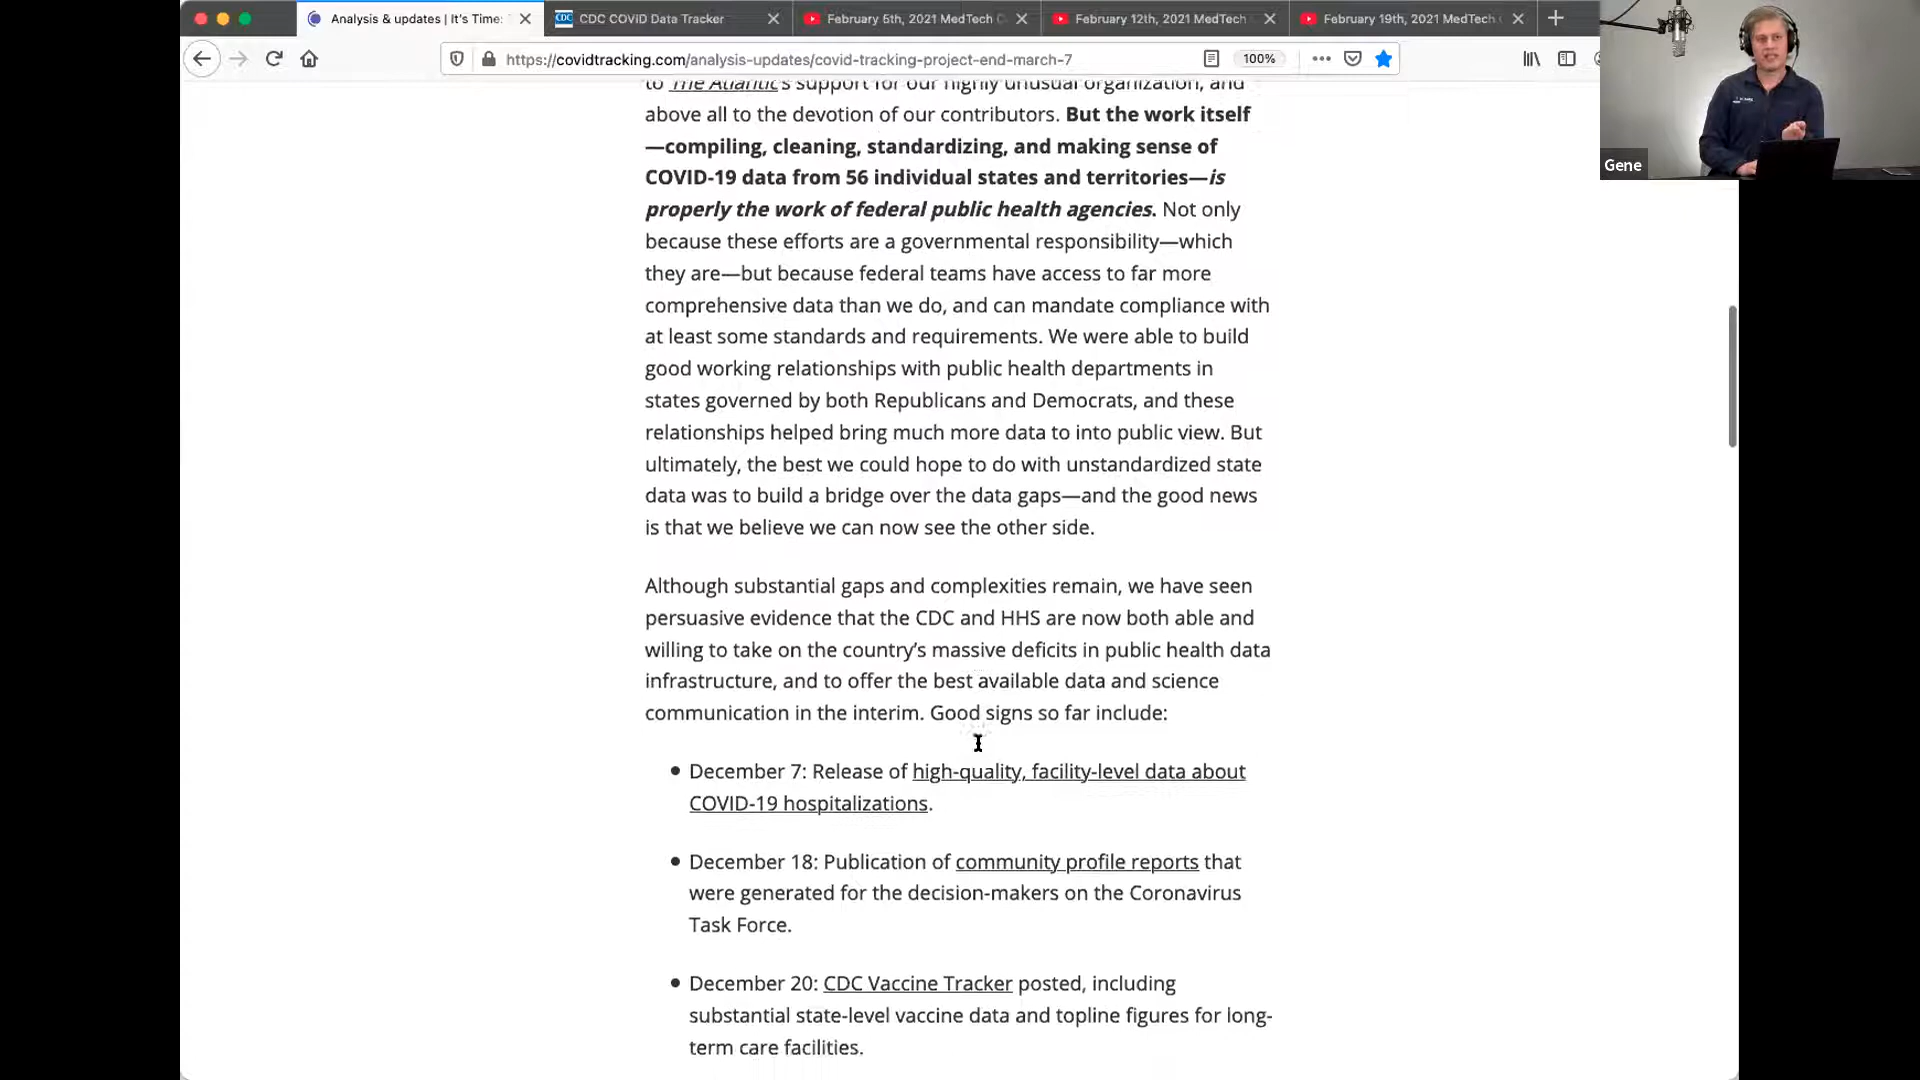 Analysis & updates | It's Time:
CDC COVID Data Tracker
February 5th, 2021 MedTech
February 12th, 2021 MedTech
February 19th, 2021 MedTech
https://covidtracking.com/analysis-updates/covid-tracking-project-end-march-7
100%
Gene
to The Atlantic's support for our highly unusual organization, and
above all to the devotion of our contributors. But the work itself
—compiling, cleaning, standardizing, and making sense of
COVID-19 data from 56 individual states and territories—is
properly the work of federal public health agencies. Not only
because these efforts are a governmental responsibility—which
they are—but because federal teams have access to far more
comprehensive data than we do, and can mandate compliance with
at least some standards and requirements. We were able to build
good working relationships with public health departments in
states governed by both Republicans and Democrats, and these
relationships helped bring much more data to into public view. But
ultimately, the best we could hope to do with unstandardized state
data was to build a bridge over the data gaps—and the good news
is that we believe we can now see the other side.
Although substantial gaps and complexities remain, we have seen
persuasive evidence that the CDC and HHS are now both able and
willing to take on the country's massive deficits in public health data
infrastructure, and to offer the best available data and science
communication in the interim. Good signs so far include:
• December 7: Release of high-quality, facility-level data about
COVID-19 hospitalizations.
• December 18: Publication of community profile reports that
were generated for the decision-makers on the Coronavirus
Task Force.
• December 20: CDC Vaccine Tracker posted, including
substantial state-level vaccine data and topline figures for long-
term care facilities.